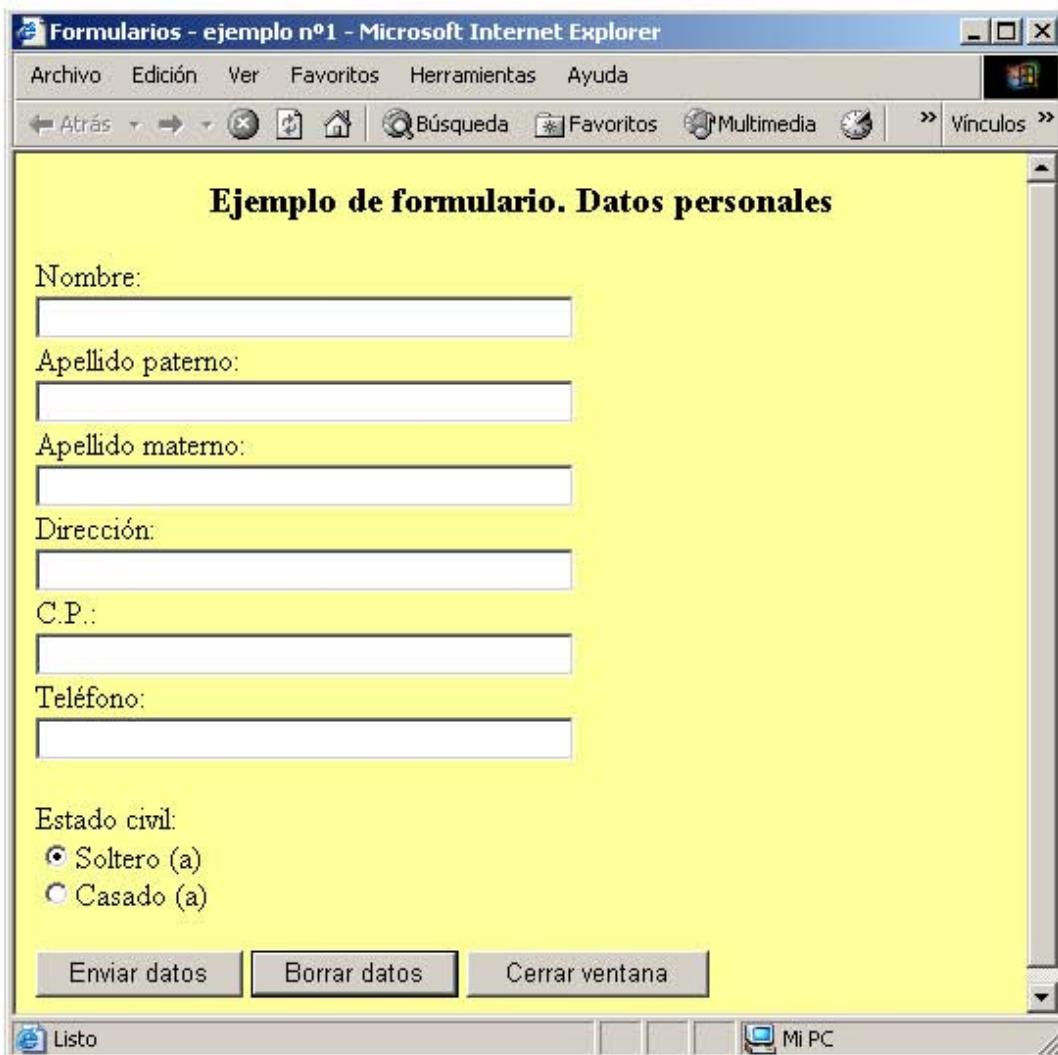 Formularios - ejemplo nº1 - Microsoft Internet Explorer
Archivo Edición Ver Favoritos Herramientas Ayuda
Atrás Búsqueda Favoritos Multimedia » Vínculos »
Ejemplo de formulario. Datos personales
Nombre:
Apellido paterno:
Apellido materno:
Dirección:
C.P.:
Teléfono:
Estado civil:
Soltero (a)
Casado (a)
Enviar datos Borrar datos Cerrar ventana
Listo Mi PC